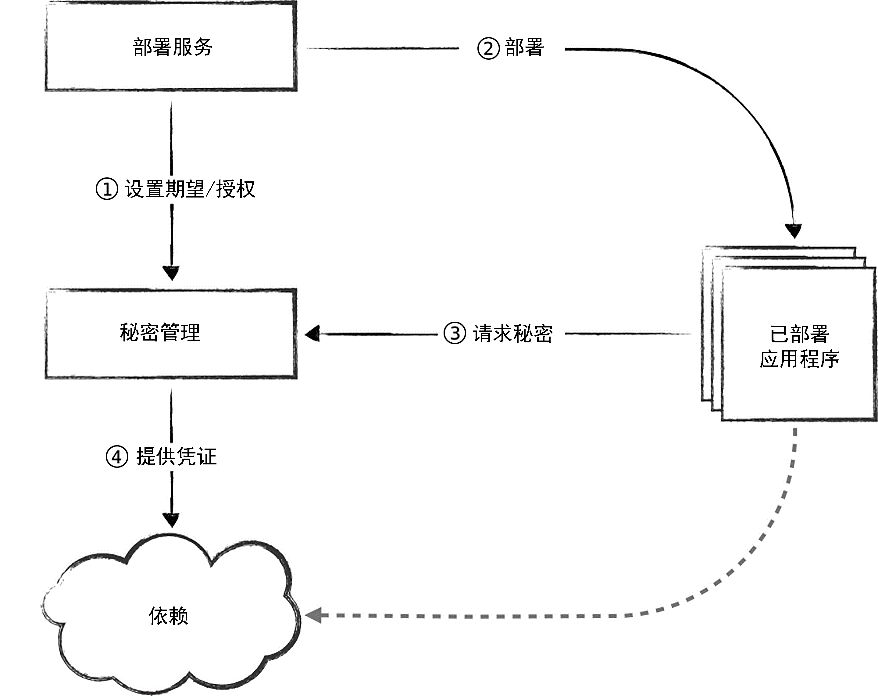 部署服务
② 部署
① 设置期望/授权
秘密管理
③ 请求秘密
已部署
应用程序
④ 提供凭证
依赖